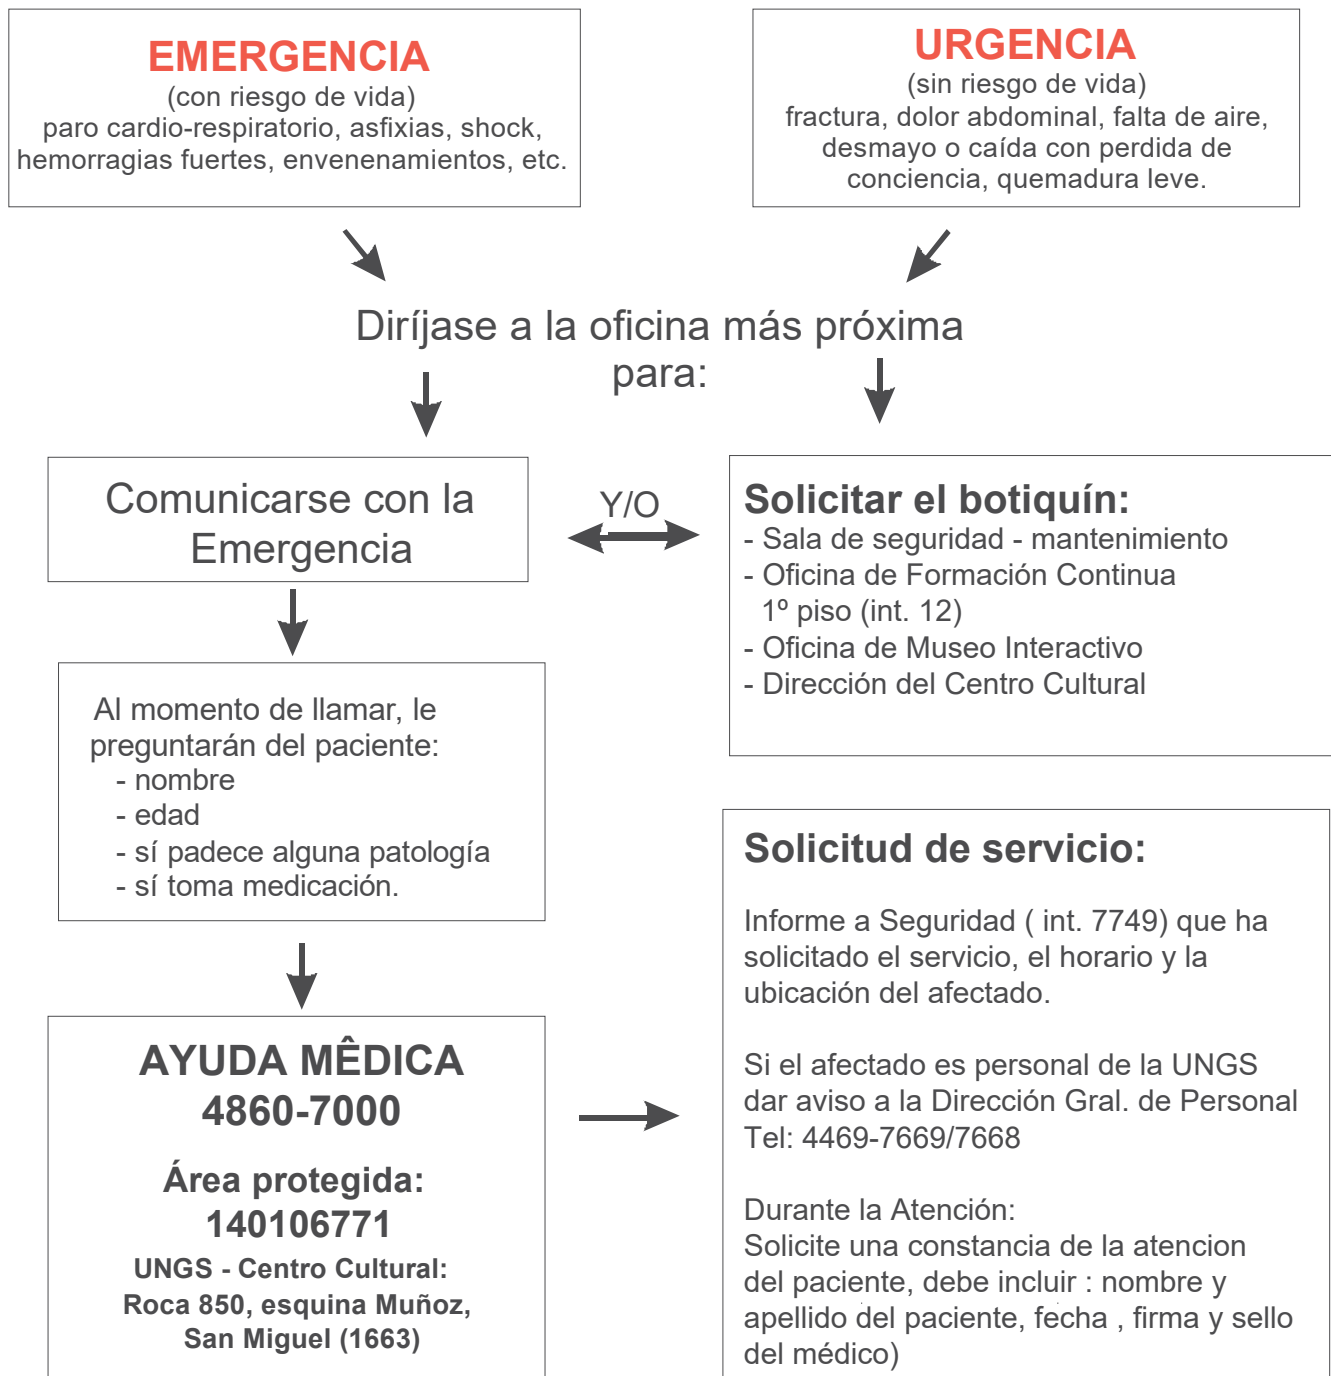 EMERGENCIA
(con riesgo de vida)
paro cardio-respiratorio, asfixias, shock,
hemorragias fuertes, envenenamientos, etc.
URGENCIA
(sin riesgo de vida)
fractura, dolor abdominal, falta de aire,
desmayo o caída con perdida de
conciencia, quemadura leve.
Diríjase a la oficina más próxima
para:
Comunicarse con la
Emergencia
Y/O
Solicitar el botiquín:
- Sala de seguridad - mantenimiento
- Oficina de Formación Continua
1º piso (int. 12)
- Oficina de Museo Interactivo
- Dirección del Centro Cultural
Al momento de llamar, le
preguntarán del paciente:
- nombre
- edad
- sí padece alguna patología
- sí toma medicación.
AYUDA MÊDICA
4860-7000
Área protegida:
140106771
UNGS - Centro Cultural:
Roca 850, esquina Muñoz,
San Miguel (1663)
Solicitud de servicio:
Informe a Seguridad ( int. 7749) que ha
solicitado el servicio, el horario y la
ubicación del afectado.
Si el afectado es personal de la UNGS
dar aviso a la Dirección Gral. de Personal
Tel: 4469-7669/7668
Durante la Atención:
Solicite una constancia de la atencion
del paciente, debe incluir : nombre y
apellido del paciente, fecha , firma y sello
del médico)